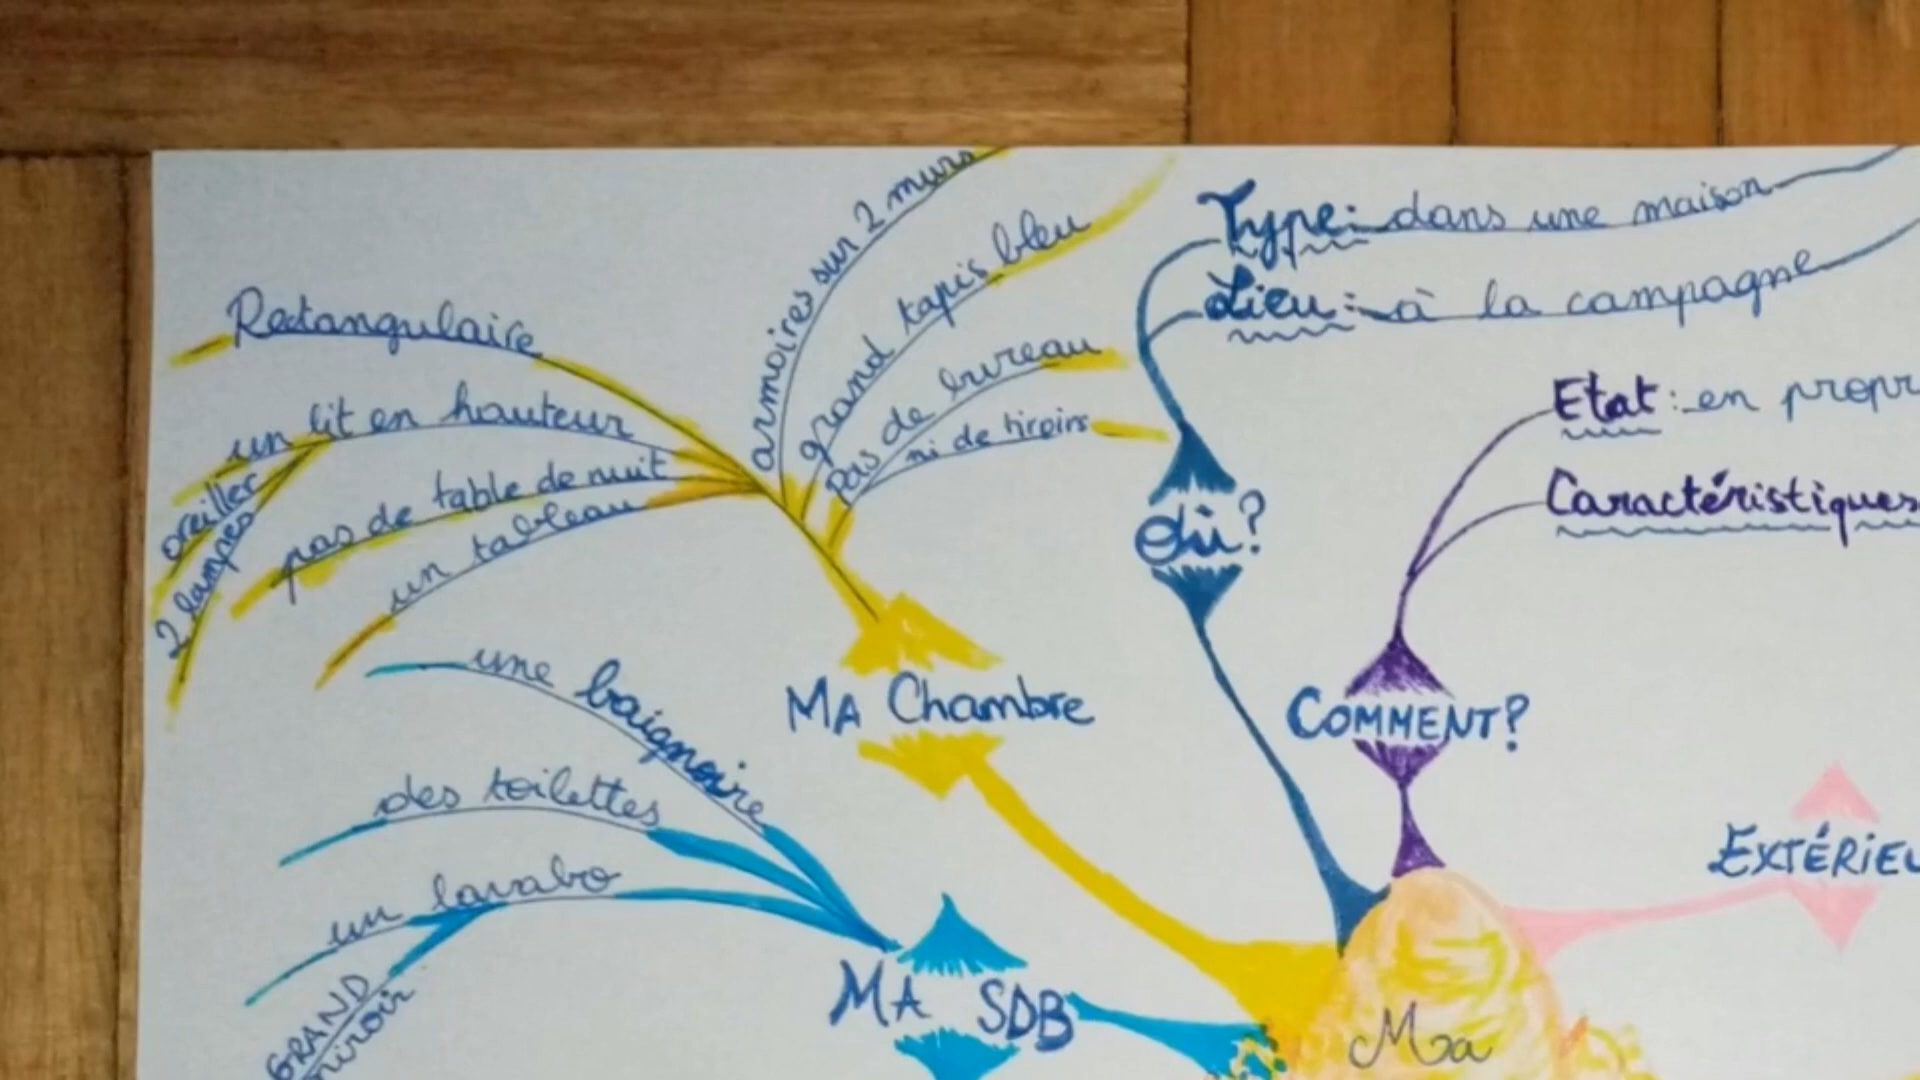 armoires sur 2 murs
grand tapis bleu
pas de bureau
ni de tiroirs
Rectangulaire
un lit en hauteur
oreiller
2 lampes
pas de table de nuit
un tableau
MA Chambre
Type: dans une maison
Lieu: à la campagne
Où?
Etat: en propr
Caractéristiques
COMMENT?
EXTÉRIEU
une baignoire
des toilettes
un lavabo
GRAND
miroir
MA SDB
Ma